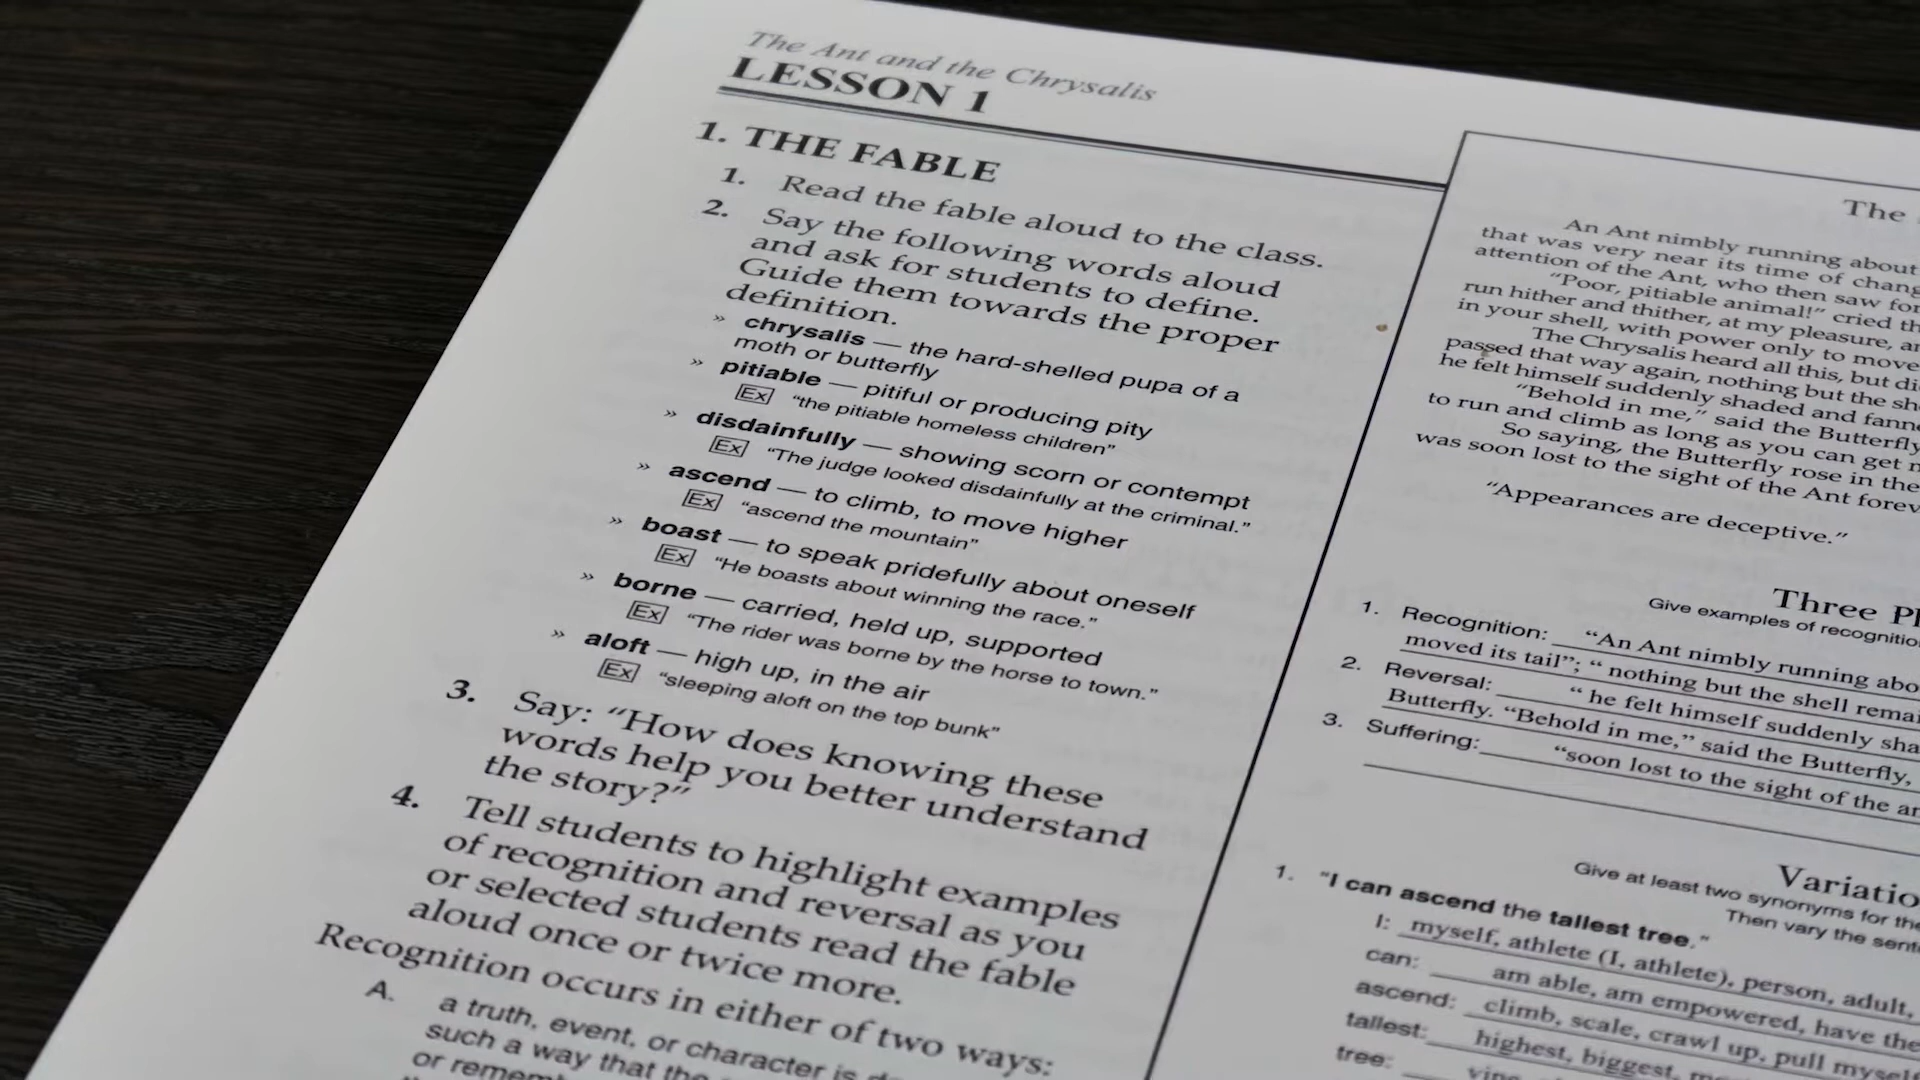 The Ant and the Chrysalis
LESSON 1
1. THE FABLE
1. Read the fable aloud to the class.
2. Say the following words aloud
and ask for students to define.
Guide them towards the proper
definition.
» chrysalis — the hard-shelled pupa of a
moth or butterfly
» pitiable — pitiful or producing pity
Ex "the pitiable homeless children"
» disdainfully — showing scorn or contempt
Ex "The judge looked disdainfully at the criminal."
» ascend — to climb, to move higher
Ex "ascend the mountain"
» boast — to speak pridefully about oneself
Ex "He boasts about winning the race."
» borne — carried, held up, supported
Ex "The rider was borne by the horse to town."
» aloft — high up, in the air
Ex "sleeping aloft on the top bunk"
3. Say: "How does knowing these
words help you better understand
the story?"
4. Tell students to highlight examples
of recognition and reversal as you
or selected students read the fable
aloud once or twice more.
Recognition occurs in either of two ways:
A. a truth, event, or character is
such a way that the
The
An Ant nimbly running about
that was very near its time of
attention of the Ant, who then saw
"Poor, pitiable animal!" cried
run hither and thither, at my pleasure,
in your shell, with power only to move
The Chrysalis heard all this, but
passed that way again, nothing but the
he felt himself suddenly shaded and
"Behold in me," said the Butterfly
to run and climb as long as you can get
So saying, the Butterfly rose in the
was soon lost to the sight of the Ant
"Appearances are deceptive."
Three
Give examples of
1. Recognition: "An Ant nimbly running
moved its tail"; " nothing but the shell
2. Reversal: " he felt himself suddenly
Butterfly. "Behold in me," said the Butterfly,
3. Suffering: "soon lost to the sight of the
Give at least two synonyms for
Then vary the
1. "I can ascend the tallest tree."
I: myself, athlete (I, athlete), person, adult,
can: am able, am empowered, have
ascend: climb, scale, crawl up, pull
tallest: highest, biggest,
tree: